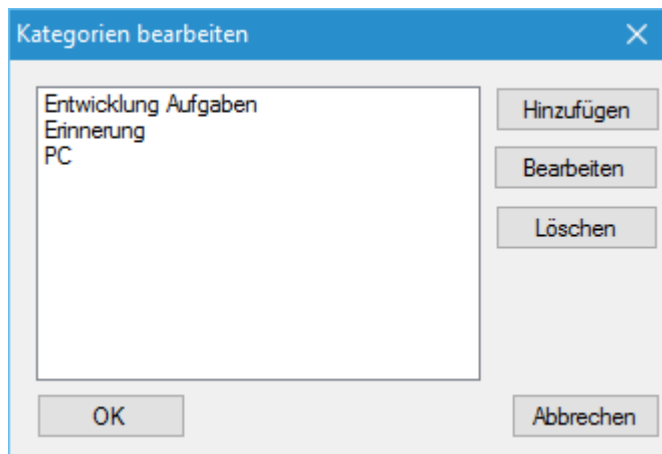 Kategorien bearbeiten
Entwicklung Aufgaben
Erinnerung
PC
Hinzufügen
Bearbeiten
Löschen
OK
Abbrechen